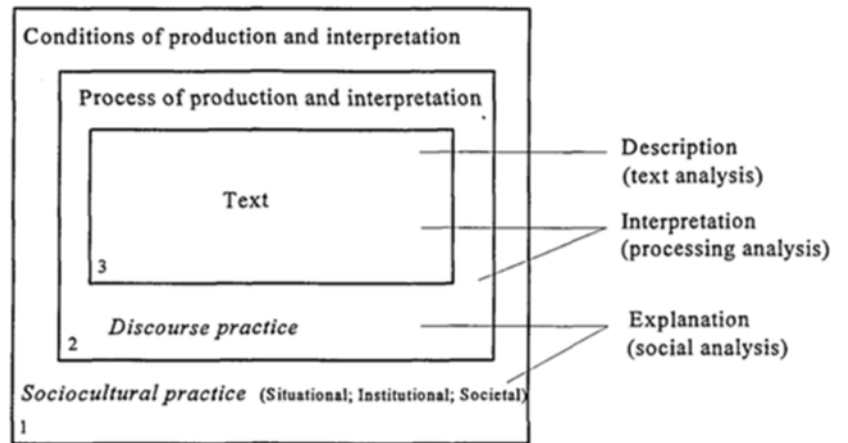 Conditions of production and interpretation
Process of production and interpretation
Description
(text analysis)
Text
Interpretation
(processing analysis)
3
Discourse practice
Explanation
(social analysis)
2
Sociocultural practice (Situational; Institutional; Societal)
1